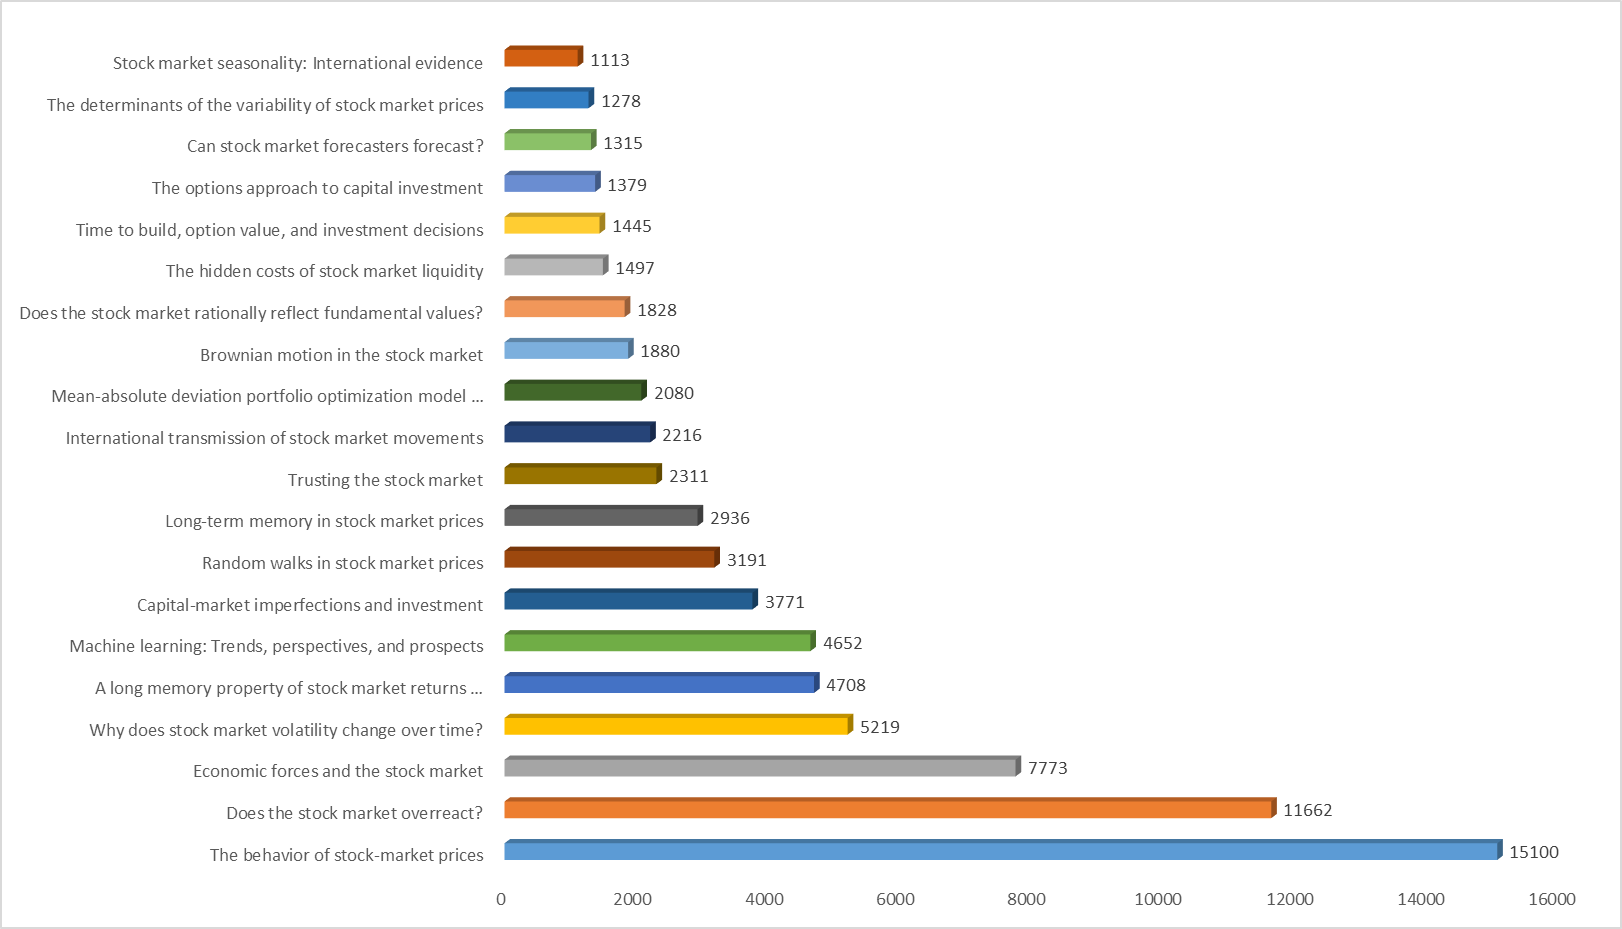 Stock market seasonality: International evidence 1113
The determinants of the variability of stock market prices 1278
Can stock market forecasters forecast? 1315
The options approach to capital investment 1379
Time to build, option value, and investment decisions 1445
The hidden costs of stock market liquidity 1497
Does the stock market rationally reflect fundamental values? 1828
Brownian motion in the stock market 1880
Mean-absolute deviation portfolio optimization model ... 2080
International transmission of stock market movements 2216
Trusting the stock market 2311
Long-term memory in stock market prices 2936
Random walks in stock market prices 3191
Capital-market imperfections and investment 3771
Machine learning: Trends, perspectives, and prospects 4652
A long memory property of stock market returns ... 4708
Why does stock market volatility change over time? 5219
Economic forces and the stock market 7773
Does the stock market overreact? 11662
The behavior of stock-market prices 15100
0 2000 4000 6000 8000 10000 12000 14000 16000